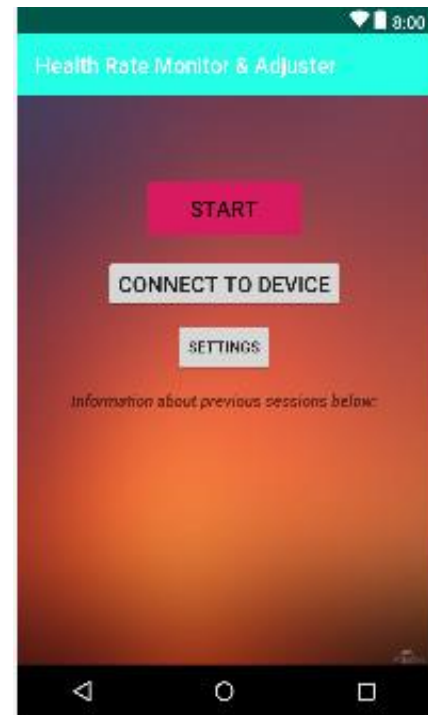 8:00
Health Rate Monitor & Adjuster
START
CONNECT TO DEVICE
SETTINGS
Information about previous sessions below: